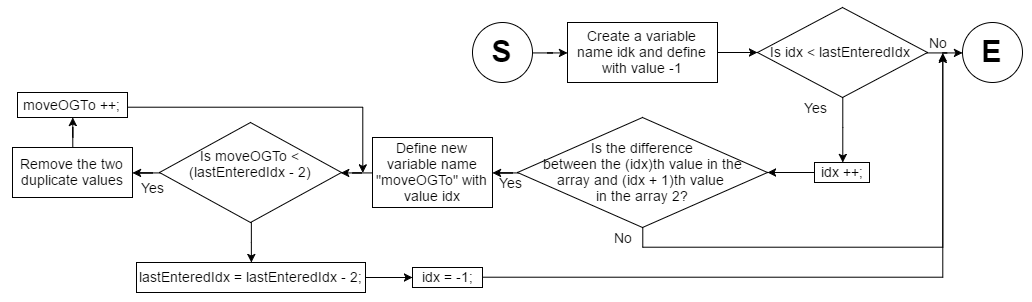 S
Create a variable
name idk and define
with value -1
Is idx < lastEnteredIdx
No
E
Yes
idx ++;
Is the difference
between the (idx)th value in the
array and (idx + 1)th value
in the array 2?
Yes
No
Define new
variable name
"moveOGTo" with
value idx
moveOGTo ++;
Is moveOGTo <
(lastEnteredIdx - 2)
Yes
Remove the two
duplicate values
lastEnteredIdx = lastEnteredIdx - 2;
idx = -1;